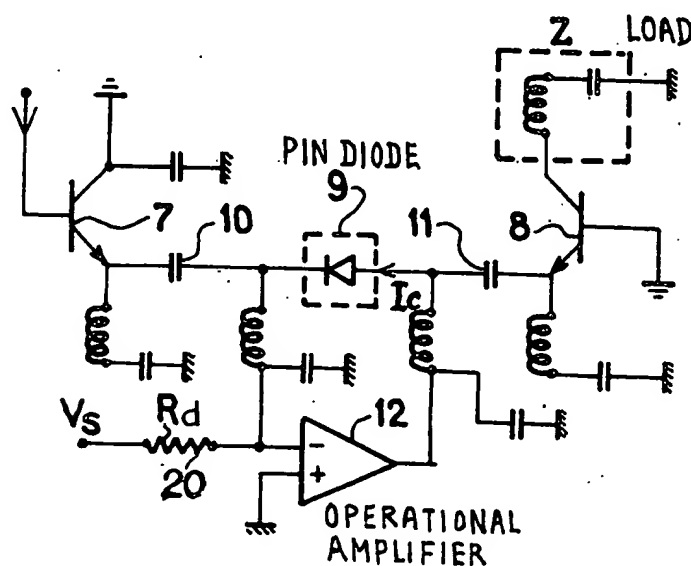 Z LOAD
PIN DIODE
9
7
10
11
8
Ic
Vs
Rd
20
12
-
+
OPERATIONAL
AMPLIFIER